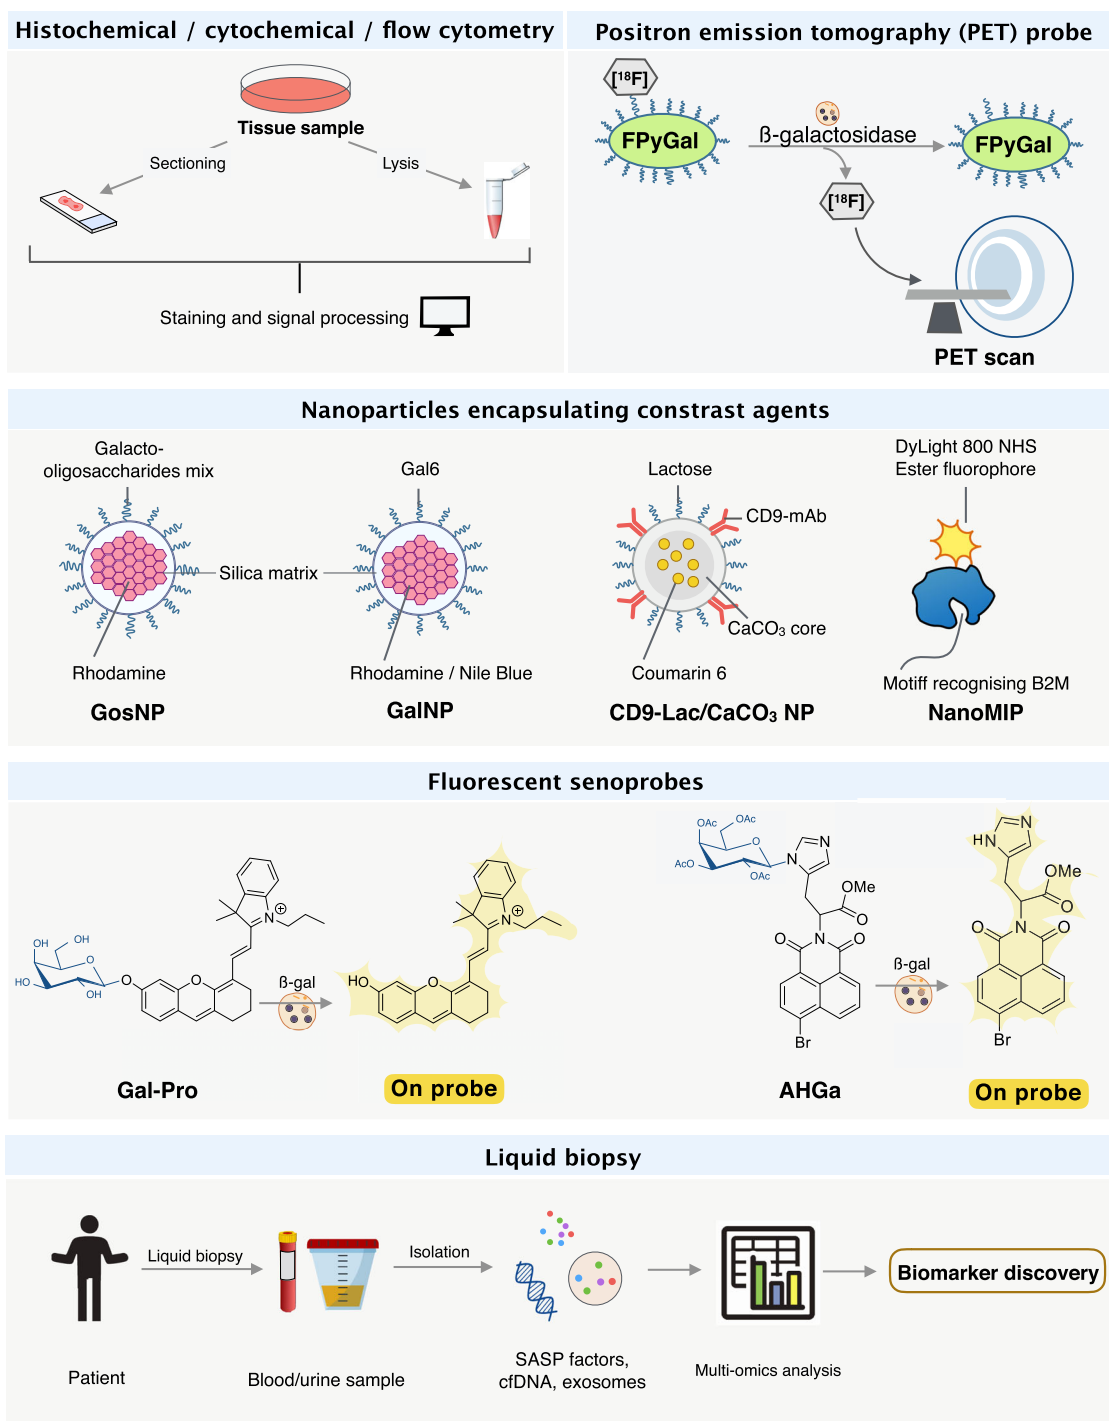 Histochemical / cytochemical / flow cytometry
Tissue sample
Sectioning
Lysis
Staining and signal processing
Positron emission tomography (PET) probe
[¹⁸F]
FPyGal
ß-galactosidase
FPyGal
[¹⁸F]
PET scan
Nanoparticles encapsulating constrast agents
Galacto-
oligosaccharides mix
Gal6
Lactose
DyLight 800 NHS
Ester fluorophore
CD9-mAb
Silica matrix
CaCO₃ core
Rhodamine
Rhodamine / Nile Blue
Coumarin 6
Motiff recognising B2M
GosNP
GalNP
CD9-Lac/CaCO₃ NP
NanoMIP
Fluorescent senoprobes
OH
OH
HO
OH
O
O
O
N
+
ß-gal
HO
O
N
+
Gal-Pro
On probe
OAc
OAc
AcO
OAc
O
N
N
OMe
O
O
N
O
Br
ß-gal
HN
N
OMe
O
O
N
O
Br
AHGa
On probe
Liquid biopsy
Liquid biopsy
Isolation
Biomarker discovery
Patient
Blood/urine sample
SASP factors,
cfDNA, exosomes
Multi-omics analysis